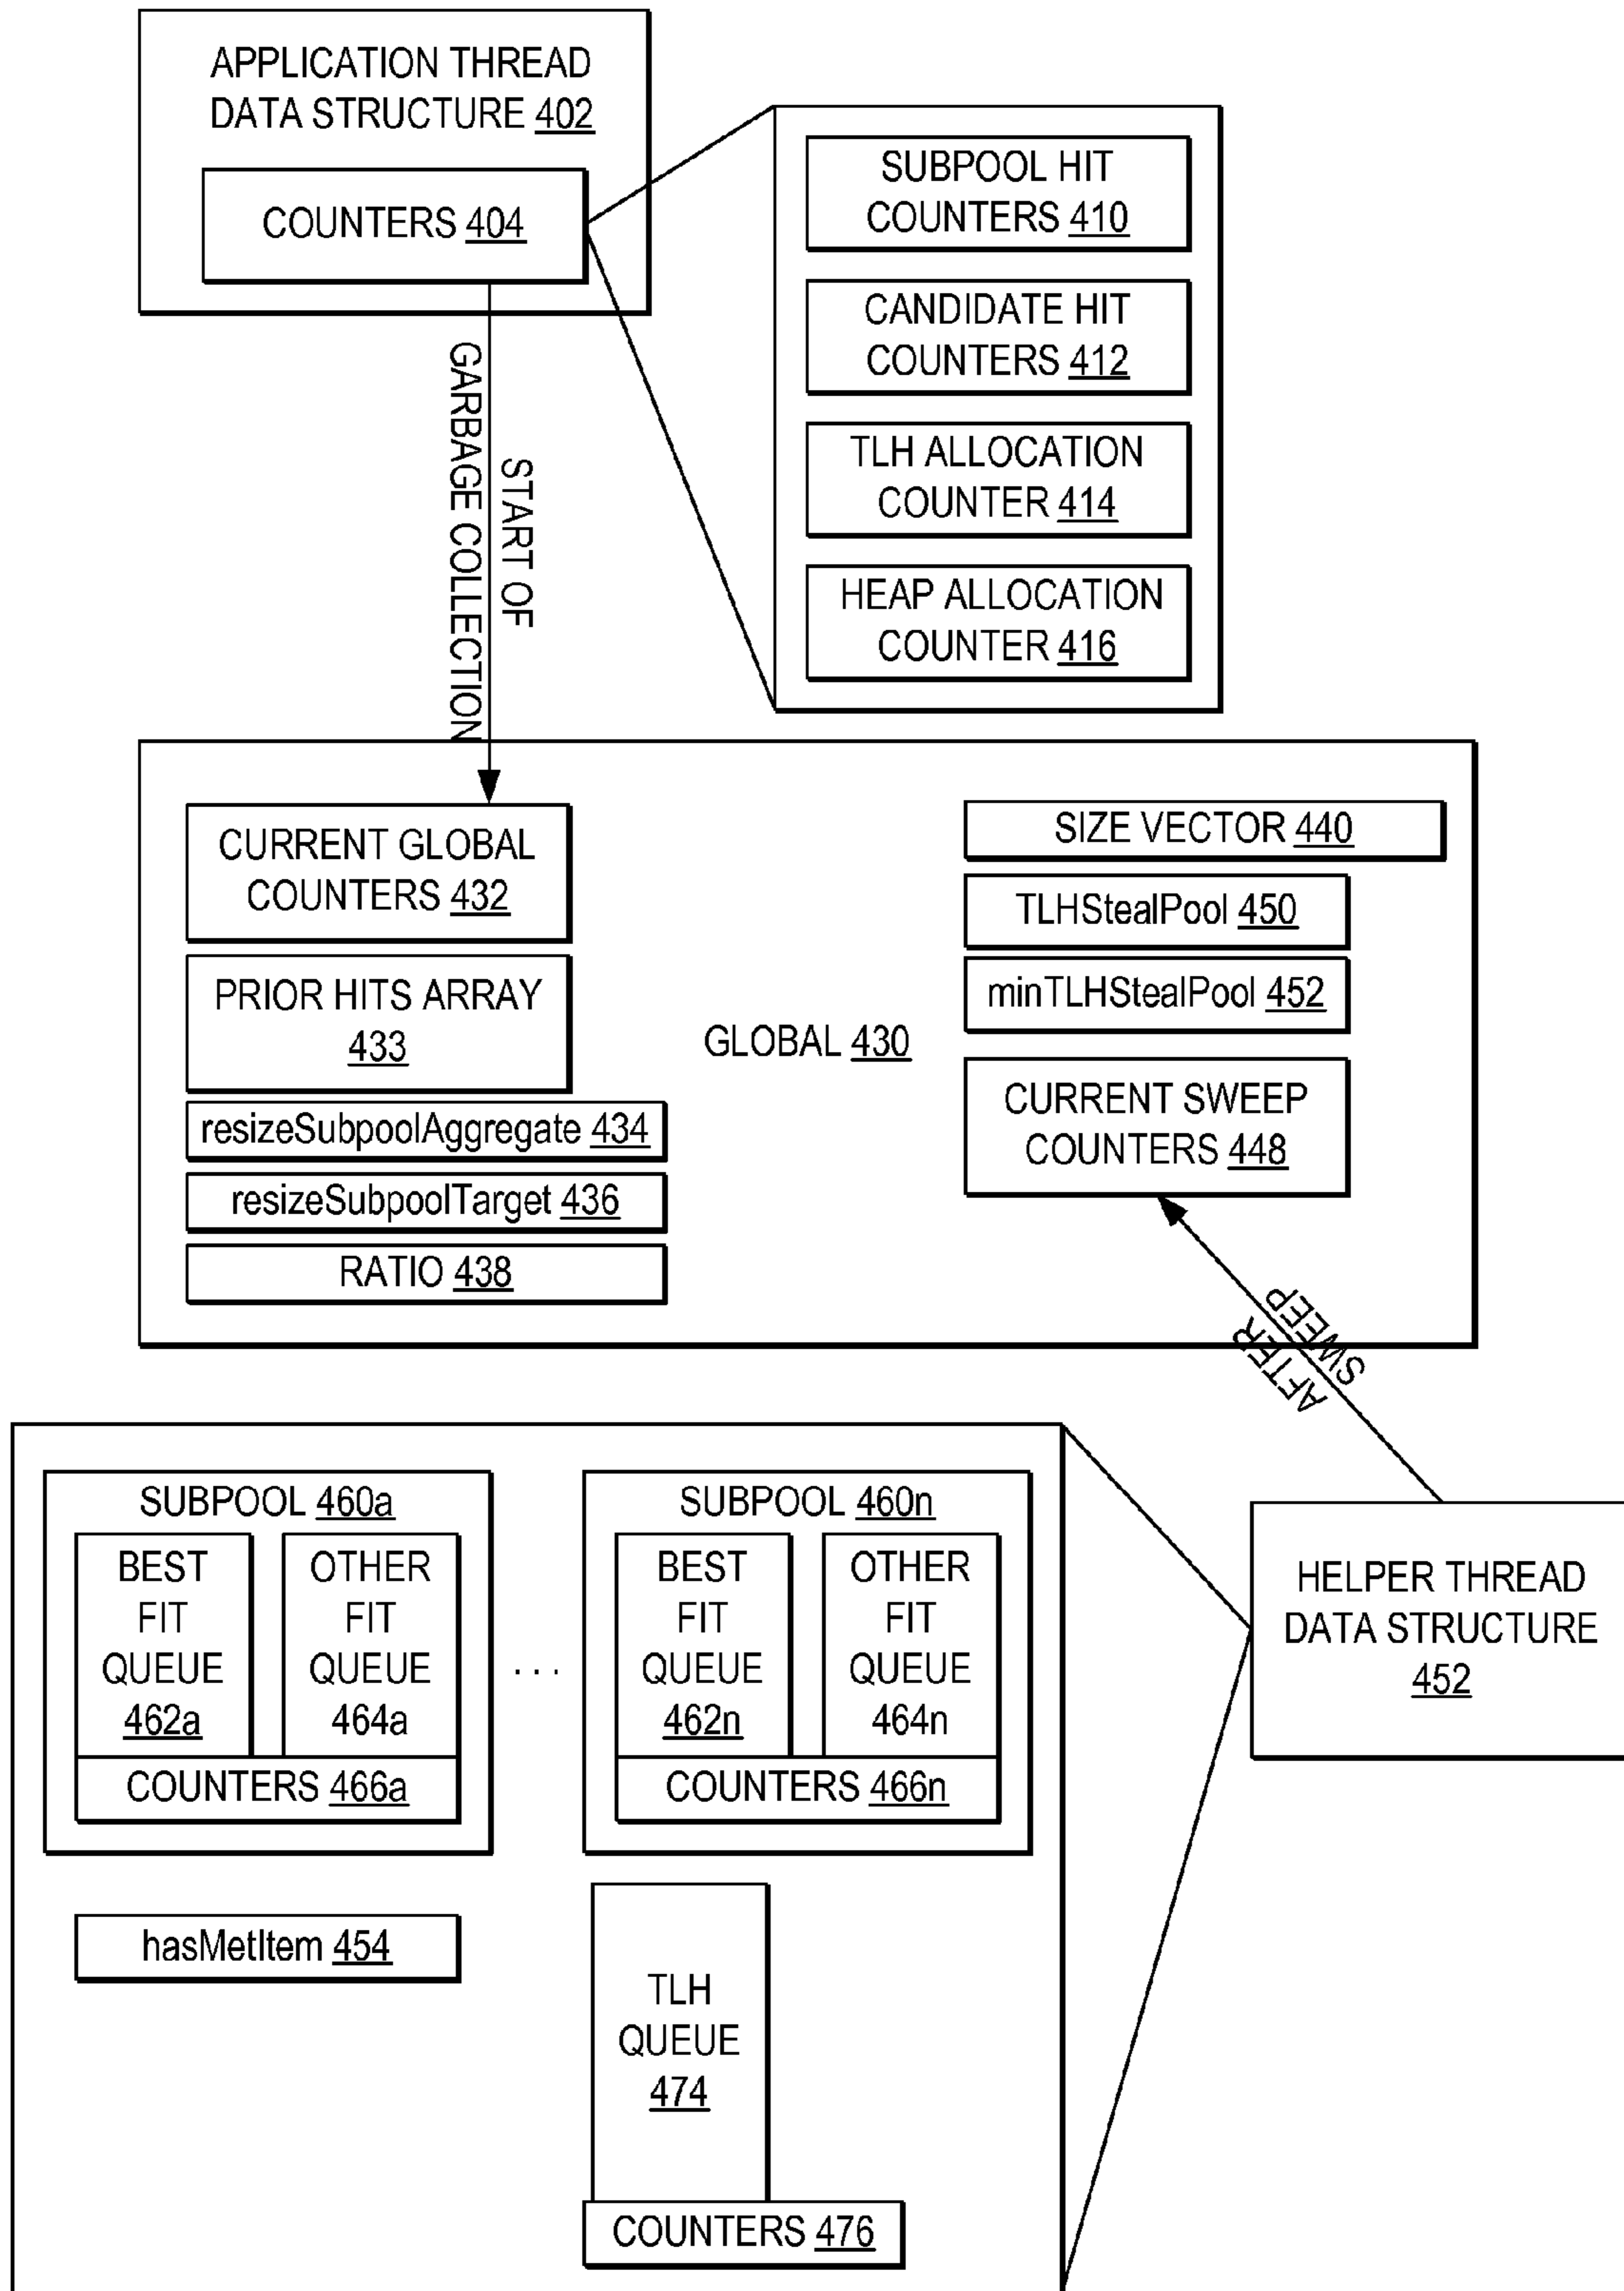 APPLICATION THREAD
DATA STRUCTURE 402
COUNTERS 404
SUBPOOL HIT
COUNTERS 410
CANDIDATE HIT
COUNTERS 412
TLH ALLOCATION
COUNTER 414
HEAP ALLOCATION
COUNTER 416
START OF
GARBAGE COLLECTION
CURRENT GLOBAL
COUNTERS 432
PRIOR HITS ARRAY
433
resizeSubpoolAggregate 434
resizeSubpoolTarget 436
RATIO 438
GLOBAL 430
SIZE VECTOR 440
TLHStealPool 450
minTLHStealPool 452
CURRENT SWEEP
COUNTERS 448
AFTER
SWEEP
HELPER THREAD
DATA STRUCTURE
452
SUBPOOL 460a
BEST
FIT
QUEUE
462a
OTHER
FIT
QUEUE
464a
COUNTERS 466a
. . .
SUBPOOL 460n
BEST
FIT
QUEUE
462n
OTHER
FIT
QUEUE
464n
COUNTERS 466n
hasMetItem 454
TLH
QUEUE
474
COUNTERS 476